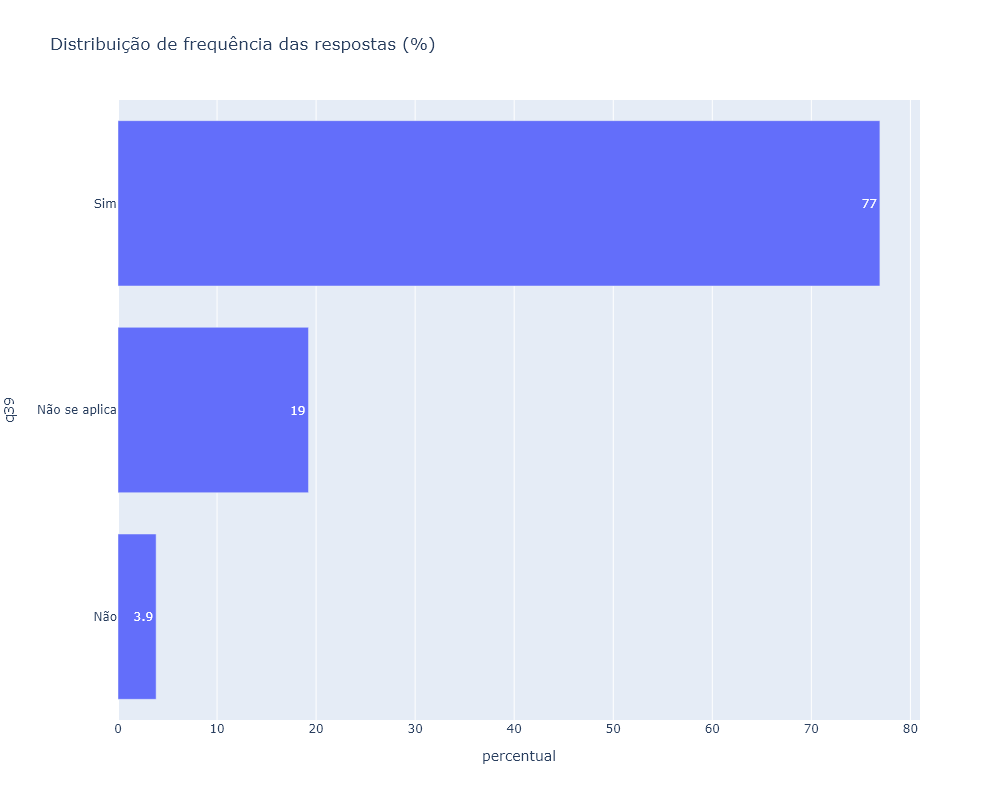 Distribuição de frequência das respostas (%)
Sim
77
Não se aplica
19
Não
3.9
q39
0 10 20 30 40 50 60 70 80
percentual